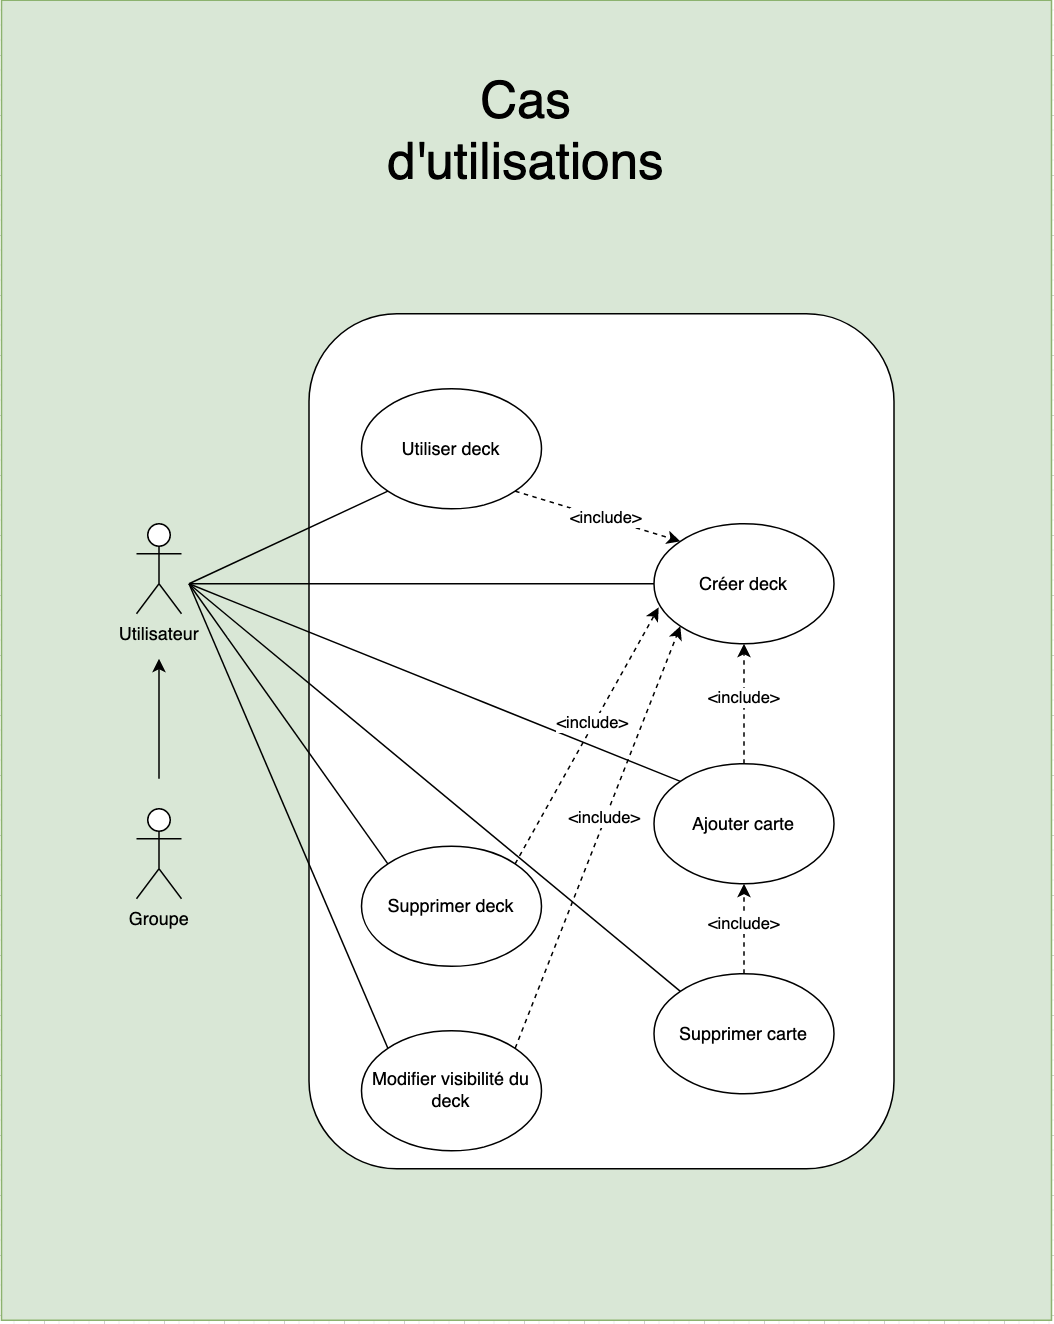 Cas
d'utilisations
Utiliser deck
<include>
Créer deck
Utilisateur
<include>
<include>
<include>
Ajouter carte
Supprimer deck
Groupe
<include>
Supprimer carte
Modifier visibilité du
deck